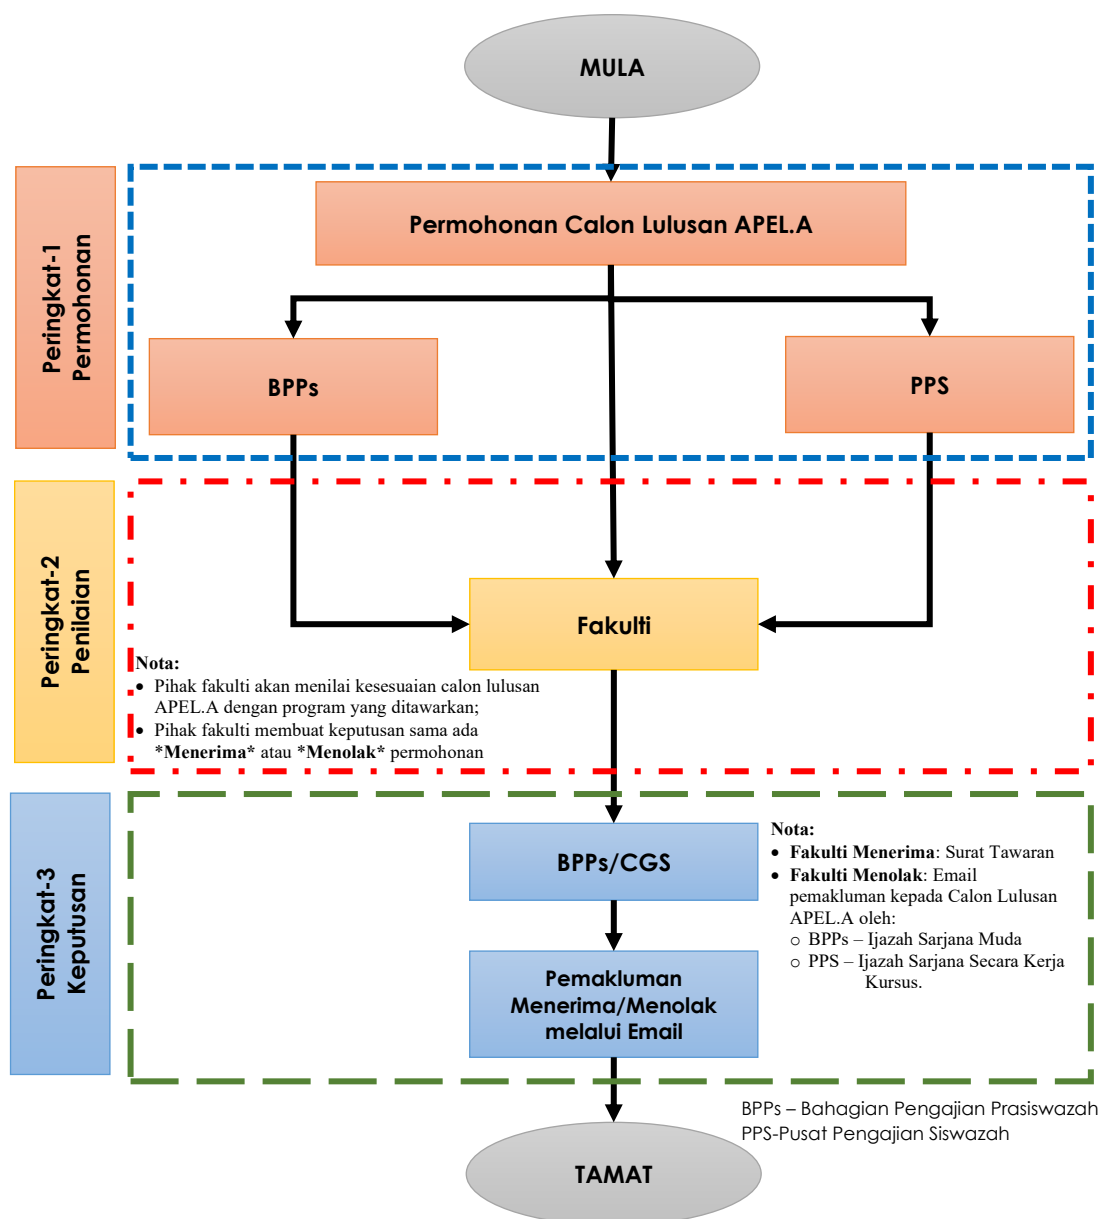 MULA
Peringkat-1
Permohonan
Permohonan Calon Lulusan APEL.A
BPPs
PPS
Peringkat-2
Penilaian
Fakulti
Nota:
• Pihak fakulti akan menilai kesesuaian calon lulusan
APEL.A dengan program yang ditawarkan;
• Pihak fakulti membuat keputusan sama ada
*Menerima* atau *Menolak* permohonan
Peringkat-3
Keputusan
BPPs/CGS
Nota:
• Fakulti Menerima: Surat Tawaran
• Fakulti Menolak: Email
pemakluman kepada Calon Lulusan
APEL.A oleh:
o BPPs – Ijazah Sarjana Muda
o PPS – Ijazah Sarjana Secara Kerja
Kursus.
Pemakluman
Menerima/Menolak
melalui Email
BPPs – Bahagian Pengajian Prasiswazah
PPS-Pusat Pengajian Siswazah
TAMAT